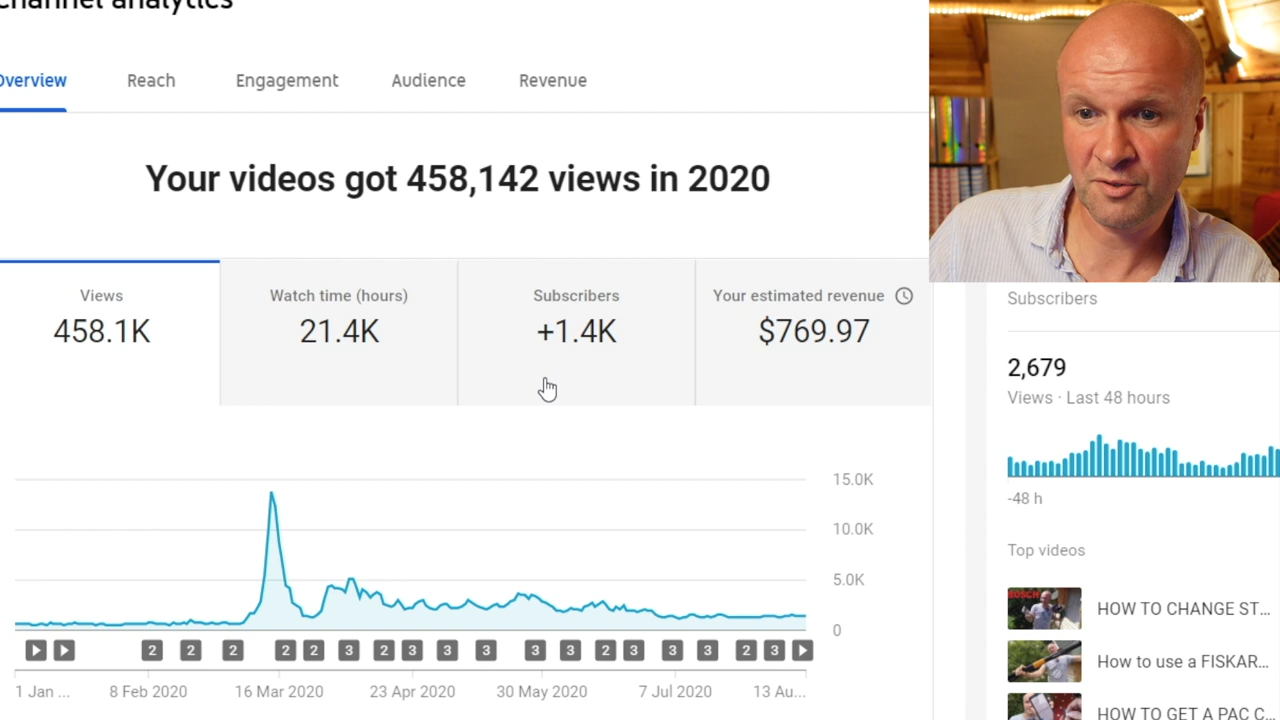 Channel analytics
Overview Reach Engagement Audience Revenue
Your videos got 458,142 views in 2020
Views
458.1K
Watch time (hours)
21.4K
Subscribers
+1.4K
Your estimated revenue
$769.97
15.0K
10.0K
5.0K
0
2 2 2 2 2 3 2 3 3 3 3 3 2 3 3 3 2 3
1 Jan ... 8 Feb 2020 16 Mar 2020 23 Apr 2020 30 May 2020 7 Jul 2020 13 Au...
Subscribers
2,679
Views · Last 48 hours
-48 h
Top videos
BOSCH
HOW TO CHANGE ST...
How to use a FISKAR...
HOW TO GET A PAC C...